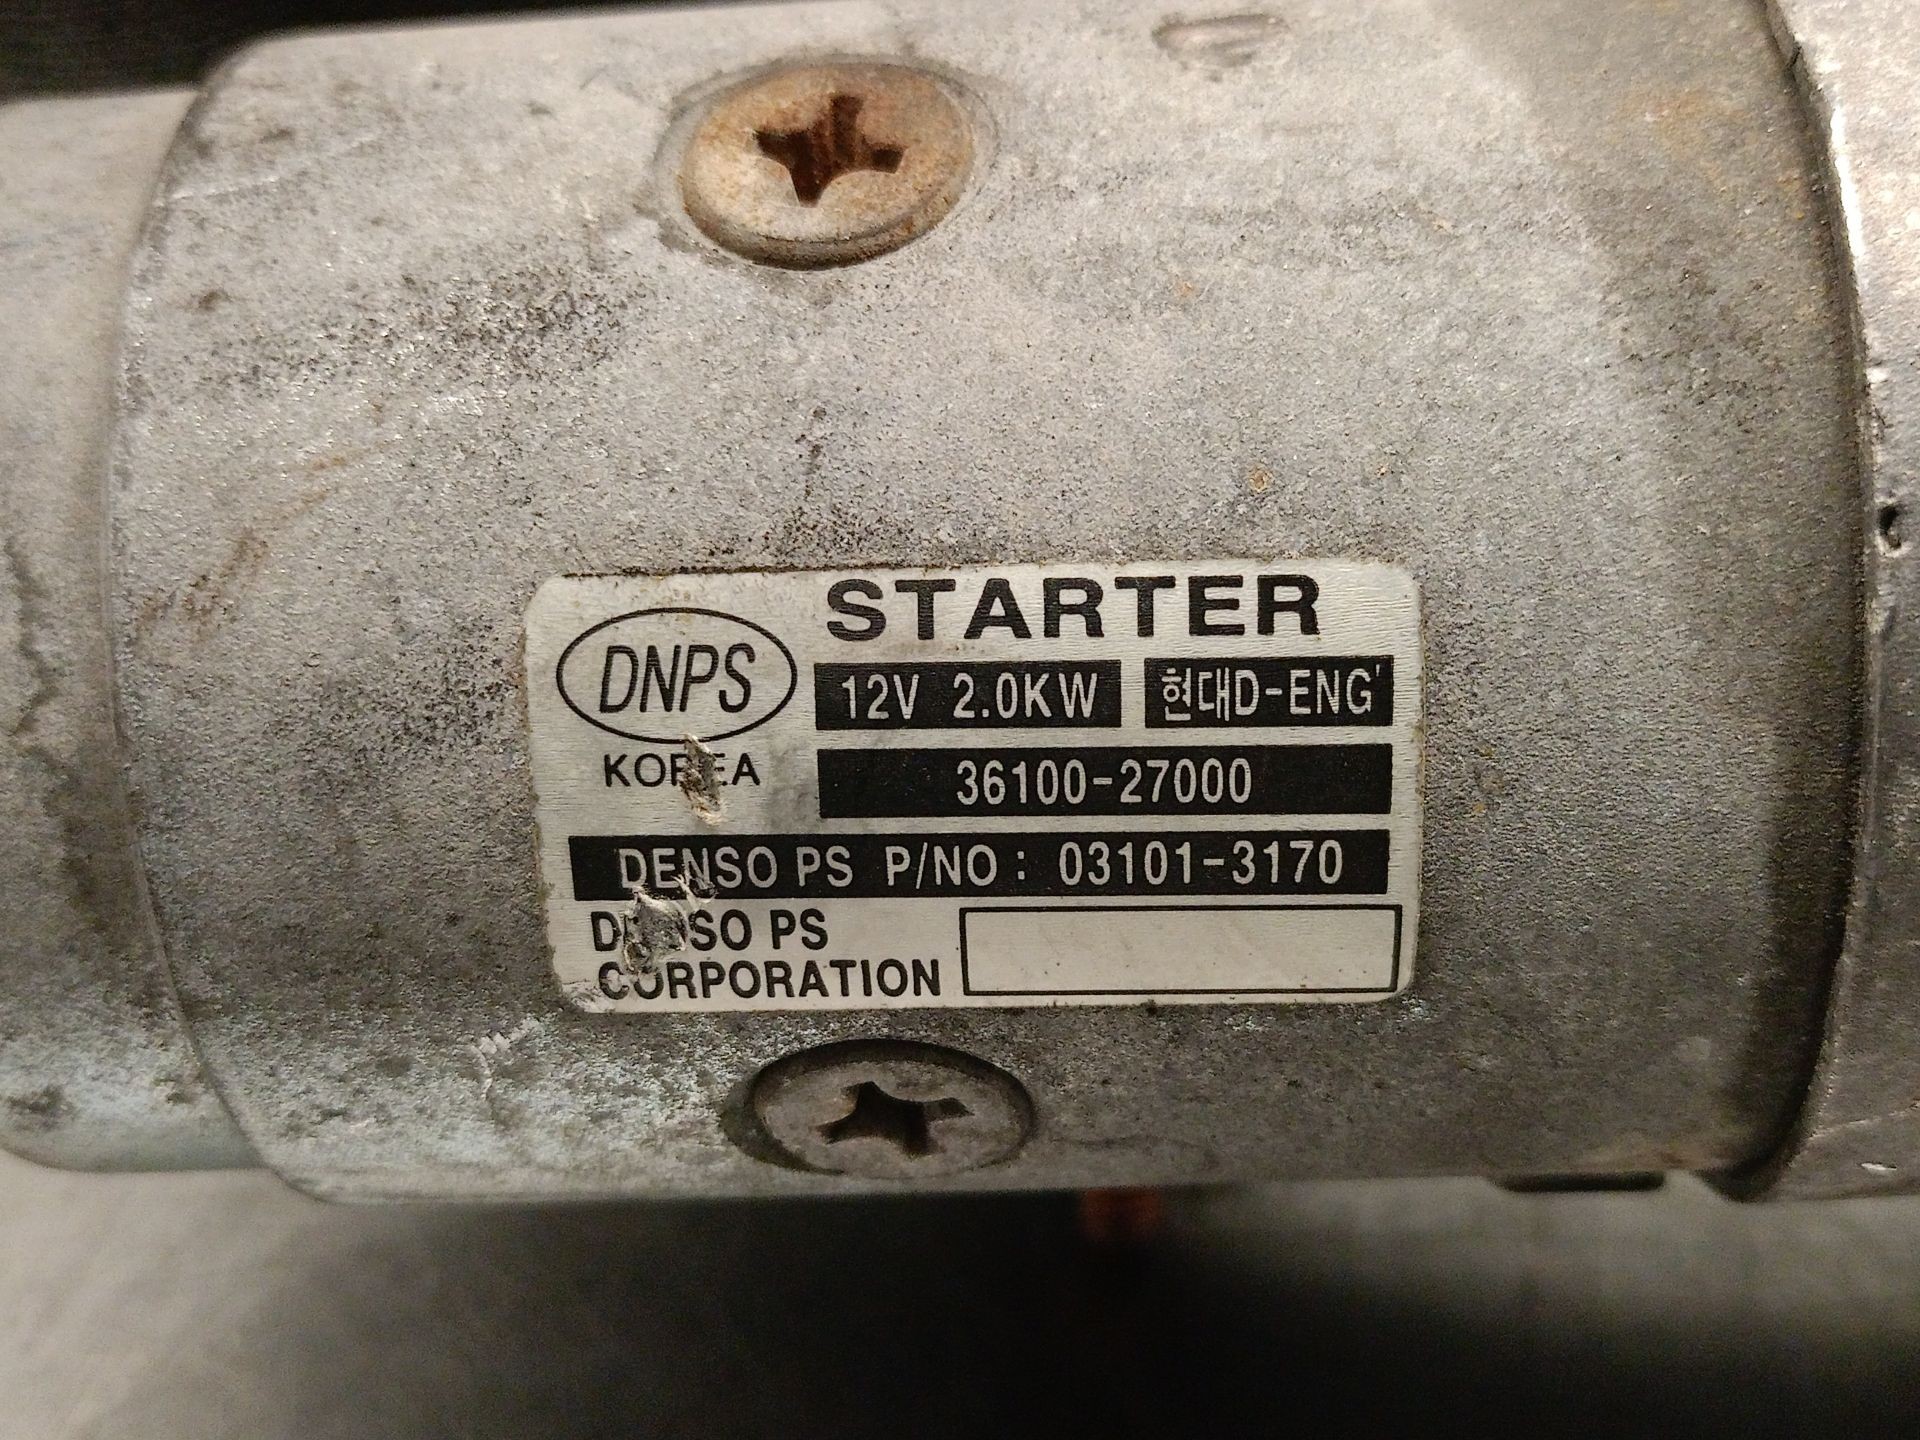 STARTER
DNPS
12V 2.0KW 현대D-ENG'
KOREA
36100-27000
DENSO PS P/NO : 03101-3170
DENSO PS
CORPORATION